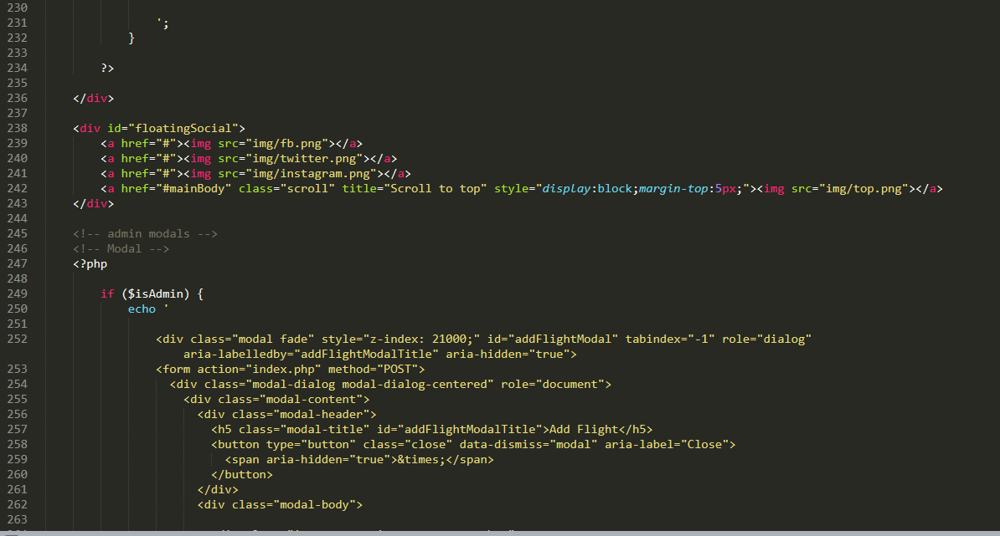 230
231 ';
232 }
233
234 ?>
235
236 </div>
237
238 <div id="floatingSocial">
239 <a href="#"><img src="img/fb.png"></a>
240 <a href="#"><img src="img/twitter.png"></a>
241 <a href="#"><img src="img/instagram.png"></a>
242 <a href="#mainBody" class="scroll" title="Scroll to top" style="display:block;margin-top:5px;"><img src="img/top.png"></a>
243 </div>
244
245 <!-- admin modals -->
246 <!-- Modal -->
247 <?php
248
249 if ($isAdmin) {
250 echo '
251
252 <div class="modal fade" style="z-index: 21000;" id="addFlightModal" tabindex="-1" role="dialog"
aria-labelledby="addFlightModalTitle" aria-hidden="true">
253 <form action="index.php" method="POST">
254 <div class="modal-dialog modal-dialog-centered" role="document">
255 <div class="modal-content">
256 <div class="modal-header">
257 <h5 class="modal-title" id="addFlightModalTitle">Add Flight</h5>
258 <button type="button" class="close" data-dismiss="modal" aria-label="Close">
259 <span aria-hidden="true">&times;</span>
260 </button>
261 </div>
262 <div class="modal-body">
263